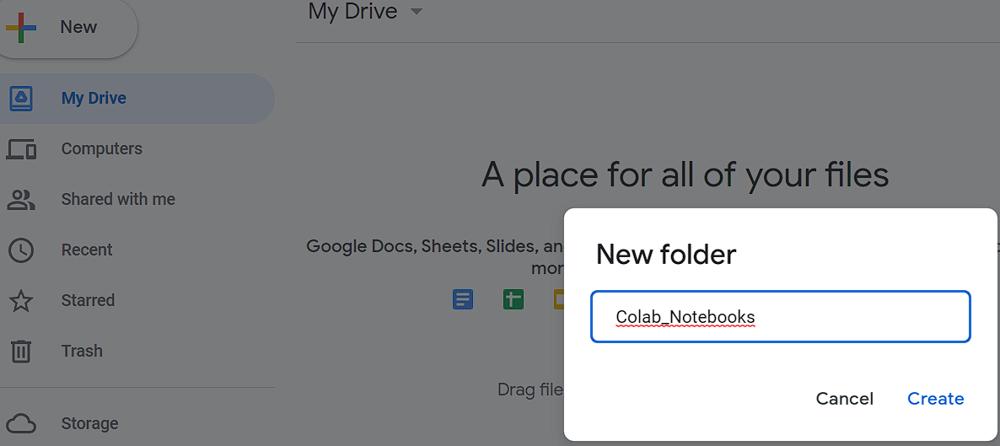 New
My Drive
My Drive
Computers
Shared with me
Recent
Starred
Trash
Storage
A place for all of your files
Google Docs, Sheets, Slides, an
mor
Drag file
New folder
Colab_Notebooks
Cancel
Create